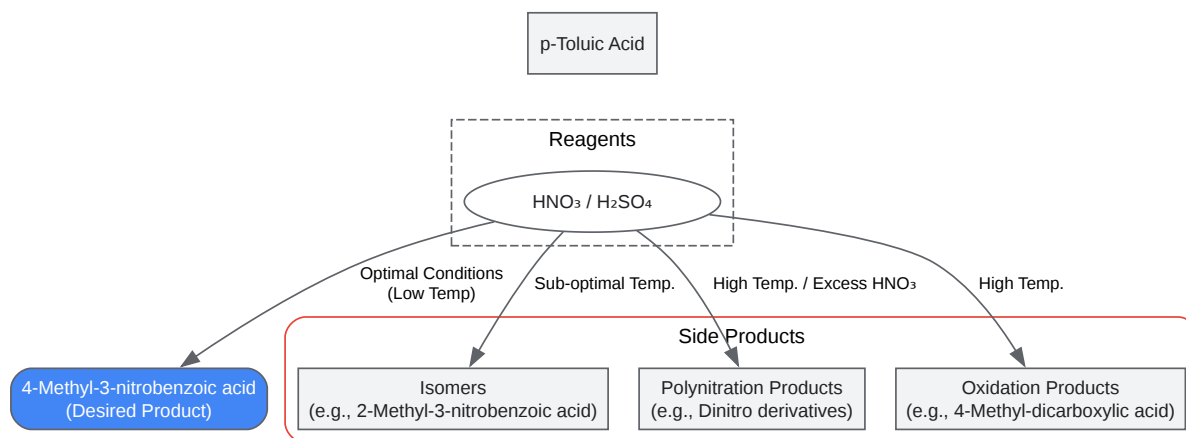 p-Toluic Acid
Reagents
HNO₃ / H₂SO₄
Optimal Conditions
(Low Temp)
Sub-optimal Temp.
High Temp. / Excess HNO₃
High Temp.
Side Products
4-Methyl-3-nitrobenzoic acid
(Desired Product)
Isomers
(e.g., 2-Methyl-3-nitrobenzoic acid)
Polynitration Products
(e.g., Dinitro derivatives)
Oxidation Products
(e.g., 4-Methyl-dicarboxylic acid)